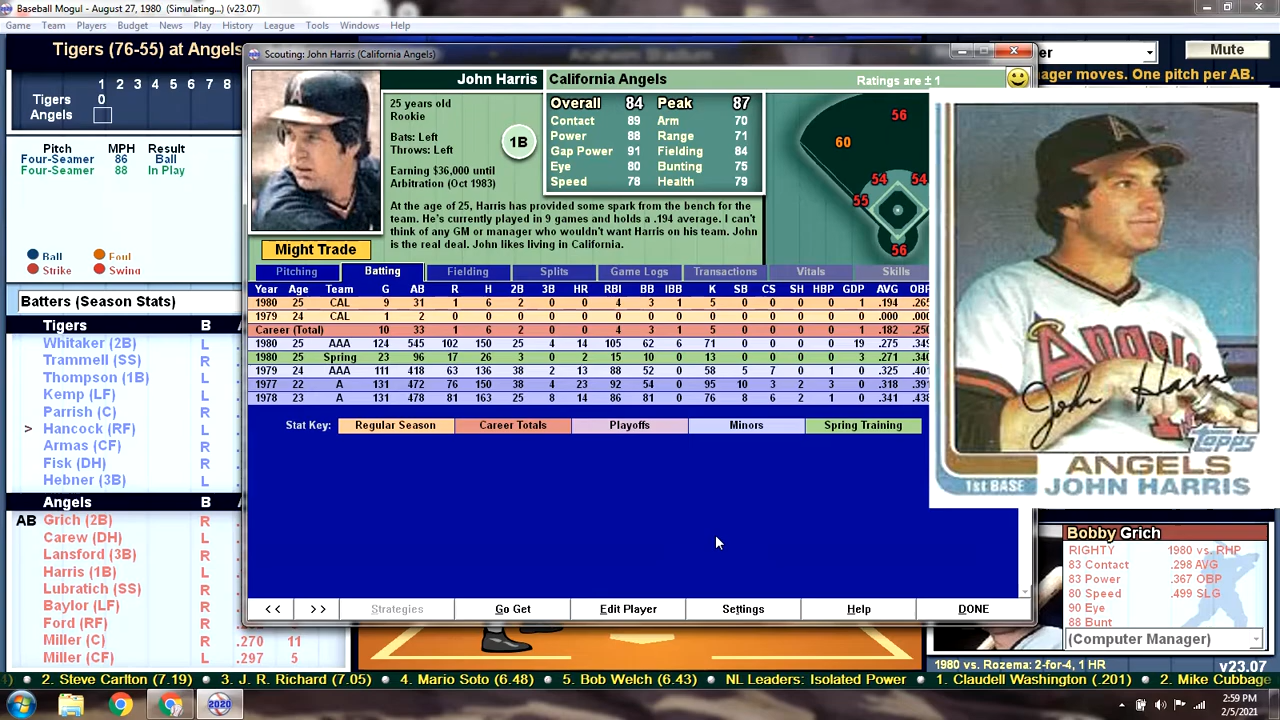 Baseball Mogul - August 27, 1980  (Simulating...)  (v23.07)
Game Team Players Budget News Play History League Tools Windows Help
Tigers (76-55) at Angels
1 2 3 4 5 6 7 8
Tigers 0
Angels
Pitch MPH Result
Four-Seamer 86 Ball
Four-Seamer 88 In Play
Ball Foul
Strike Swing
Batters (Season Stats)
Tigers B
Whitaker (2B) L
Trammell (SS) R
Thompson (1B) L
Kemp (LF) L
Parrish (C) R
> Hancock (RF) L
Armas (CF) R
Fisk (DH) R
Hebner (3B) L
Angels B
AB Grich (2B) R
Carew (DH) L
Lansford (3B) R
Harris (1B) L
Lubratich (SS) R
Baylor (LF) R
Ford (RF) R
Miller (C) R .270 11
Miller (CF) L .297 5
Scouting: John Harris (California Angels)
John Harris
California Angels
Ratings are ± 1
25 years old
Rookie
Bats: Left
Throws: Left
Earning $36,000 until
Arbitration (Oct 1983)
1B
Overall 84 Peak 87
Contact 89 Arm 70
Power 88 Range 71
Gap Power 91 Fielding 84
Eye 80 Bunting 75
Speed 78 Health 79
56
60
54 54
55
56
At the age of 25, Harris has provided some spark from the bench for the
team. He's currently played in 9 games and holds a .194 average. I can't
think of any GM or manager who wouldn't want Harris on his team. John
is the real deal. John likes living in California.
Might Trade
Pitching Batting Fielding Splits Game Logs Transactions Vitals Skills
Year Age Team G AB R H 2B 3B HR RBI BB IBB K SB CS SH HBP GDP AVG OBP
1980 25 CAL 9 31 1 6 2 0 0 4 3 1 5 0 0 0 0 1 .194 .265
1979 24 CAL 1 2 0 0 0 0 0 0 0 0 0 0 0 0 0 0 .000 .000
Career (Total) 10 33 1 6 2 0 0 4 3 1 5 0 0 0 0 1 .182 .250
1980 25 AAA 124 545 102 150 38 4 14 105 62 6 71 0 0 0 0 19 .275 .349
1980 25 Spring 23 96 17 26 3 0 2 15 10 0 13 0 0 0 0 3 .271 .340
1979 24 AAA 111 418 63 136 38 2 13 88 52 0 58 5 7 0 1 .325 .401
1977 22 A 131 472 76 150 38 4 23 92 54 0 95 10 3 2 3 0 .318 .391
1978 23 A 131 478 81 163 25 8 14 86 81 0 76 8 6 2 1 0 .341 .438
Stat Key: Regular Season Career Totals Playoffs Minors Spring Training
<< >> Strategies Go Get Edit Player Settings Help DONE
Mute
nager moves. One pitch per AB.
A
Angels
John Harris
TOPPS
ANGELS
1st BASE JOHN HARRIS
Bobby Grich
RIGHTY 1980 vs. RHP
83 Contact .298 AVG
83 Power .367 OBP
80 Speed .499 SLG
90 Eye
88 Bunt
(Computer Manager)
1980 vs. Rozema: 2-for-4, 1 HR
v23.07
2. Steve Carlton (7.19) 3. J. R. Richard (7.05) 4. Mario Soto (6.48) 5. Bob Welch (6.43) NL Leaders: Isolated Power 1. Claudell Washington (.201) 2. Mike Cubbage
2020
2:59 PM
2/5/2021